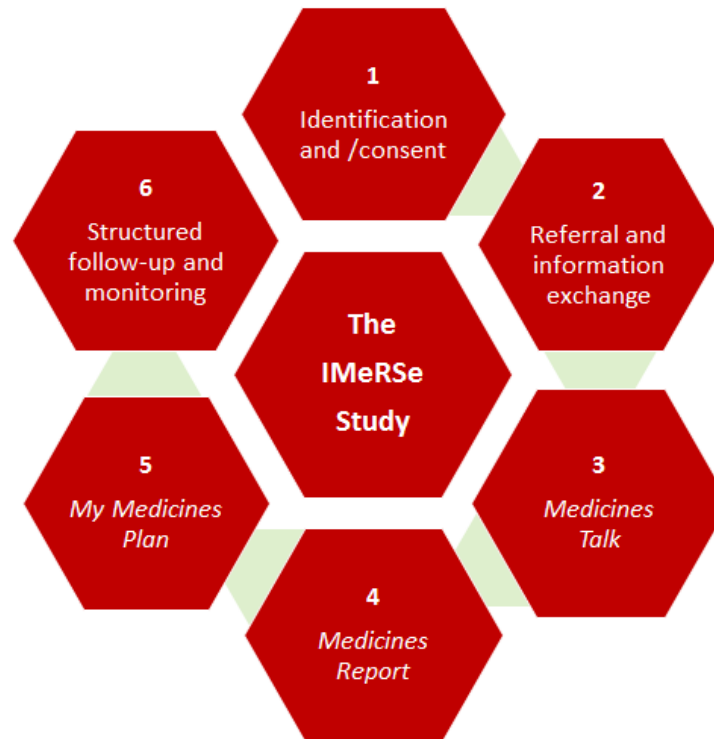 1
Identification
and /consent
2
Referral and
information
exchange
3
Medicines
Talk
4
Medicines
Report
5
My Medicines
Plan
6
Structured
follow-up and
monitoring
The
IMeRSe
Study